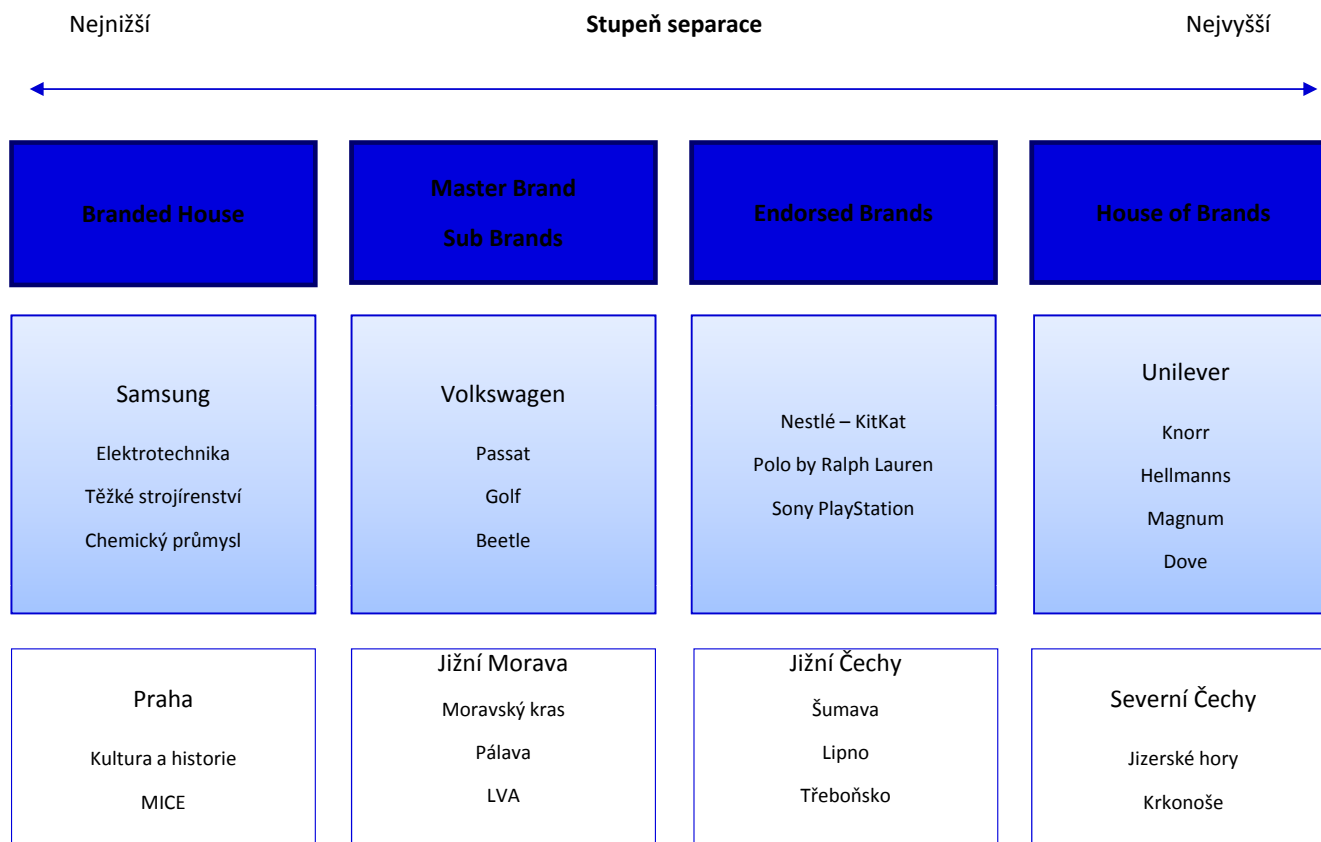 Nejnižší
Stupeň separace
Nejvyšší
Branded House
Master Brand
Sub Brands
Endorsed Brands
House of Brands
Samsung
Elektrotechnika
Těžké strojírenství
Chemický průmysl
Volkswagen
Passat
Golf
Beetle
Nestlé – KitKat
Polo by Ralph Lauren
Sony PlayStation
Unilever
Knorr
Hellmanns
Magnum
Dove
Praha
Kultura a historie
MICE
Jižní Morava
Moravský kras
Pálava
LVA
Jižní Čechy
Šumava
Lipno
Třeboňsko
Severní Čechy
Jizerské hory
Krkonoše